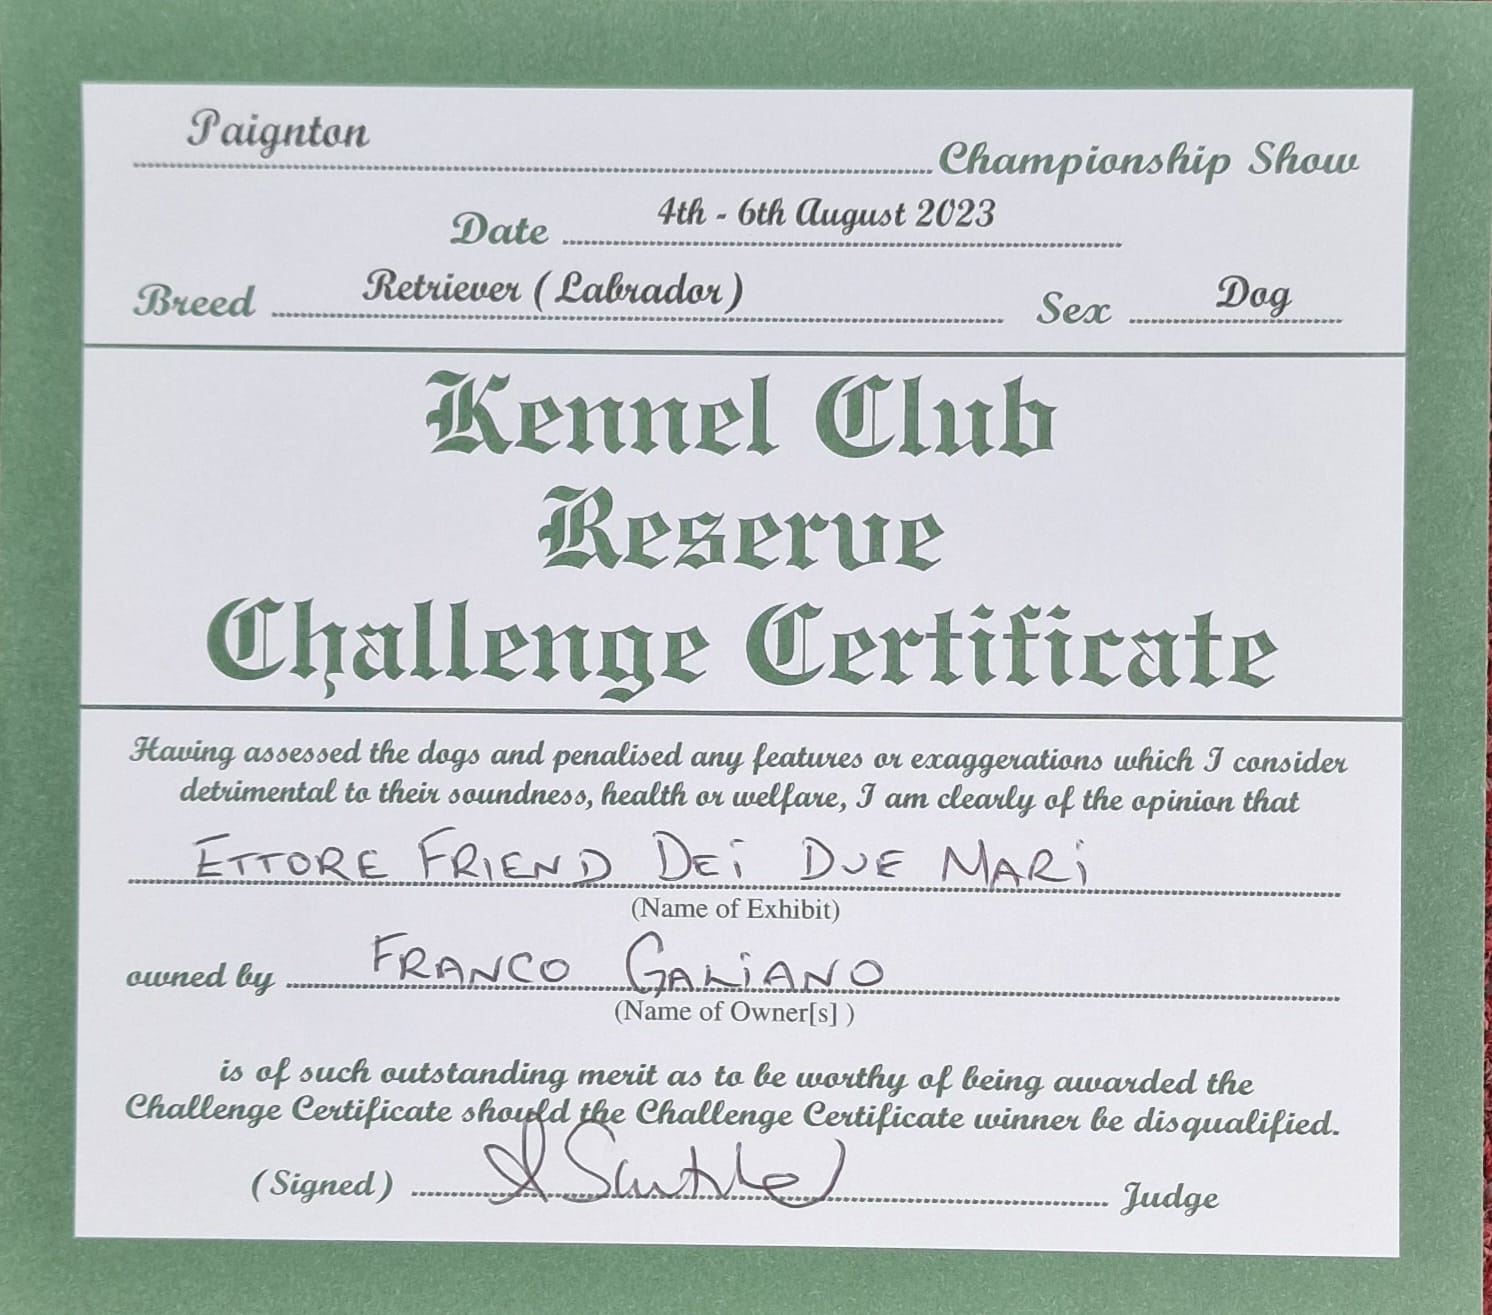 Paignton Championship Show
Date 4th - 6th August 2023
Breed Retriever (Labrador) Sex Dog
Kennel Club
Reserve
Challenge Certificate
Having assessed the dogs and penalised any features or exaggerations which I consider
detrimental to their soundness, health or welfare, I am clearly of the opinion that
ETTORE FRIEND DEi DUE MARi
(Name of Exhibit)
owned by FRANCO GALiANO
(Name of Owner[s] )
is of such outstanding merit as to be worthy of being awarded the
Challenge Certificate should the Challenge Certificate winner be disqualified.
(Signed) Judge